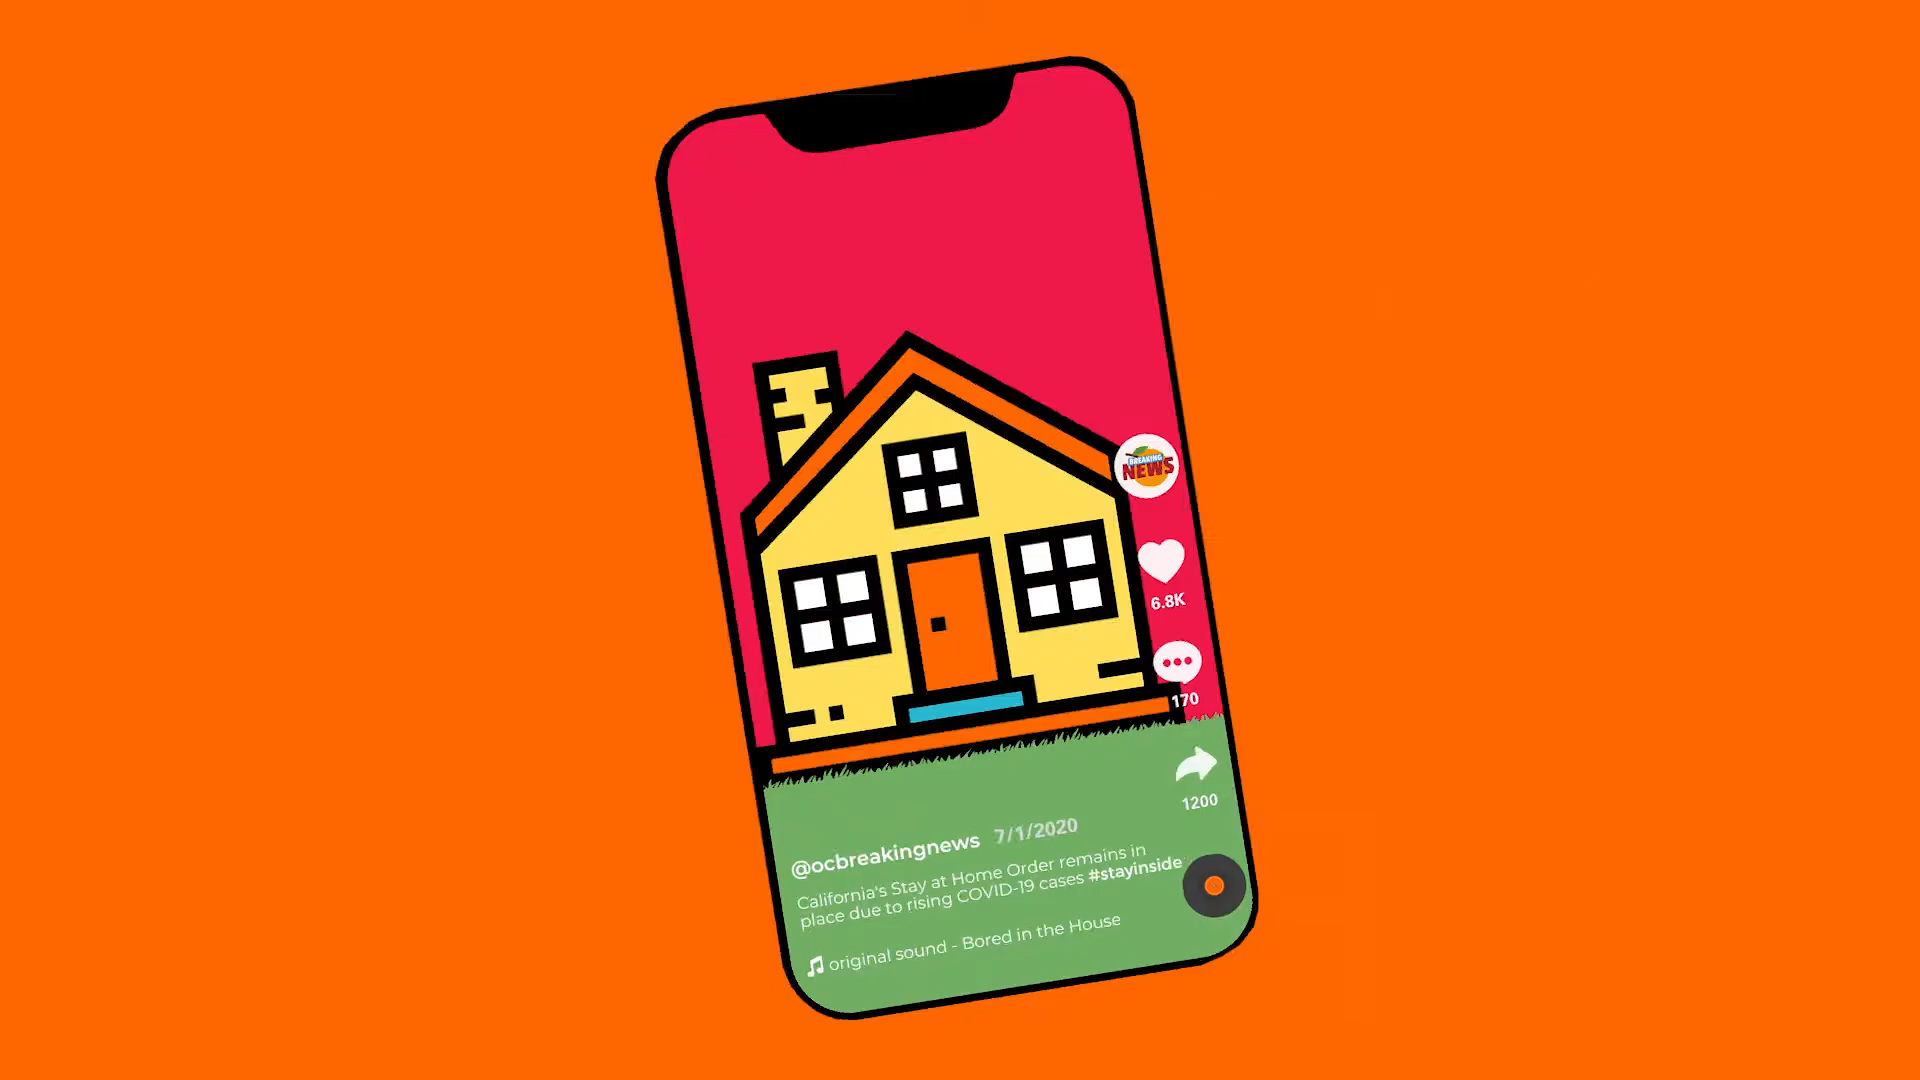 BREAKING
NEWS
6.8K
170
1200
@ocbreakingnews 7/1/2020
California's Stay at Home Order remains in
place due to rising COVID-19 cases #stayinside
original sound - Bored in the House